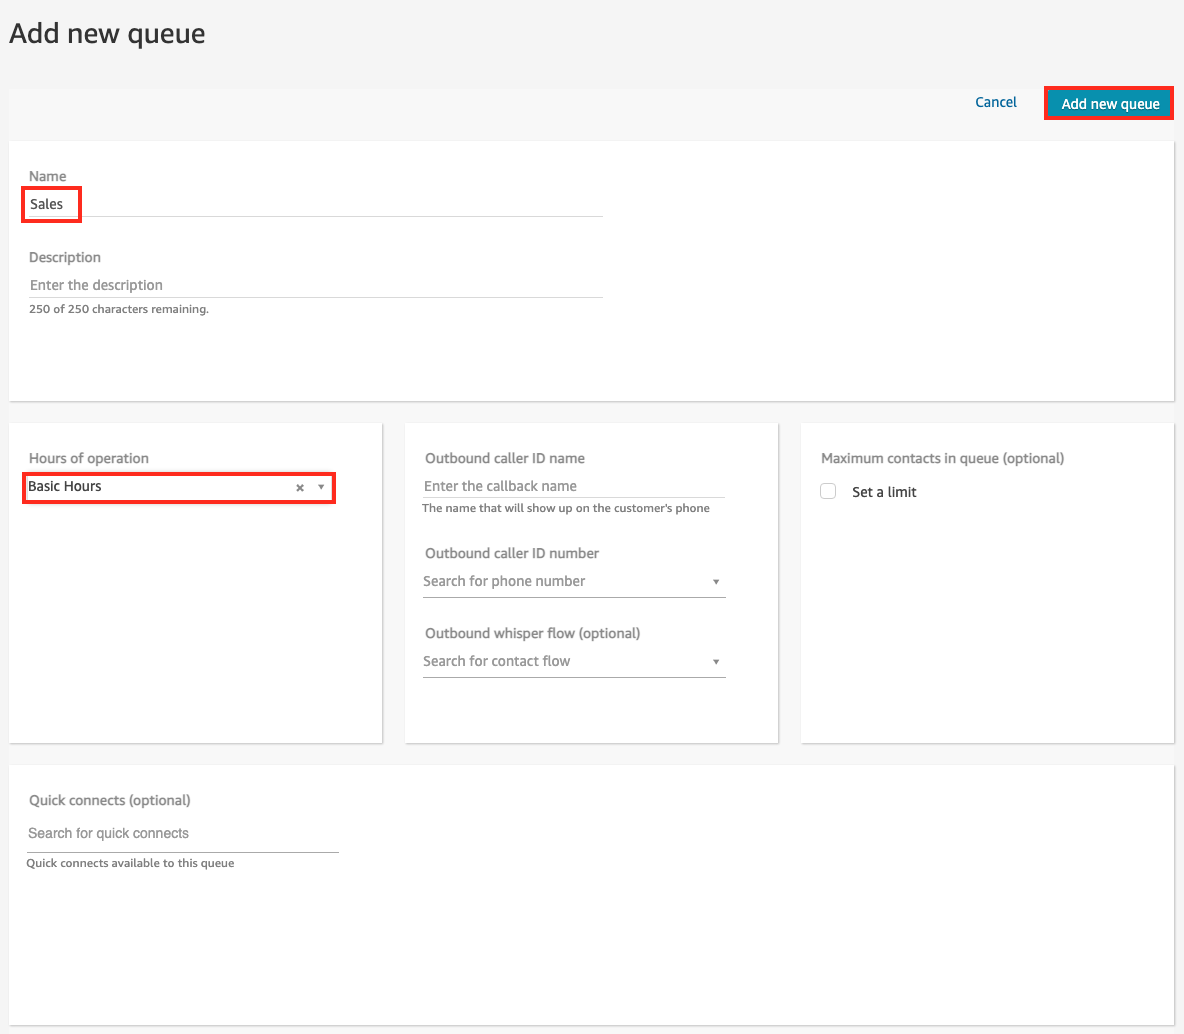 Add new queue
Cancel
Add new queue
Name
Sales
Description
Enter the description
250 of 250 characters remaining.
Hours of operation
Basic Hours
Outbound caller ID name
Enter the callback name
The name that will show up on the customer's phone
Outbound caller ID number
Search for phone number
Outbound whisper flow (optional)
Search for contact flow
Maximum contacts in queue (optional)
Set a limit
Quick connects (optional)
Search for quick connects
Quick connects available to this queue